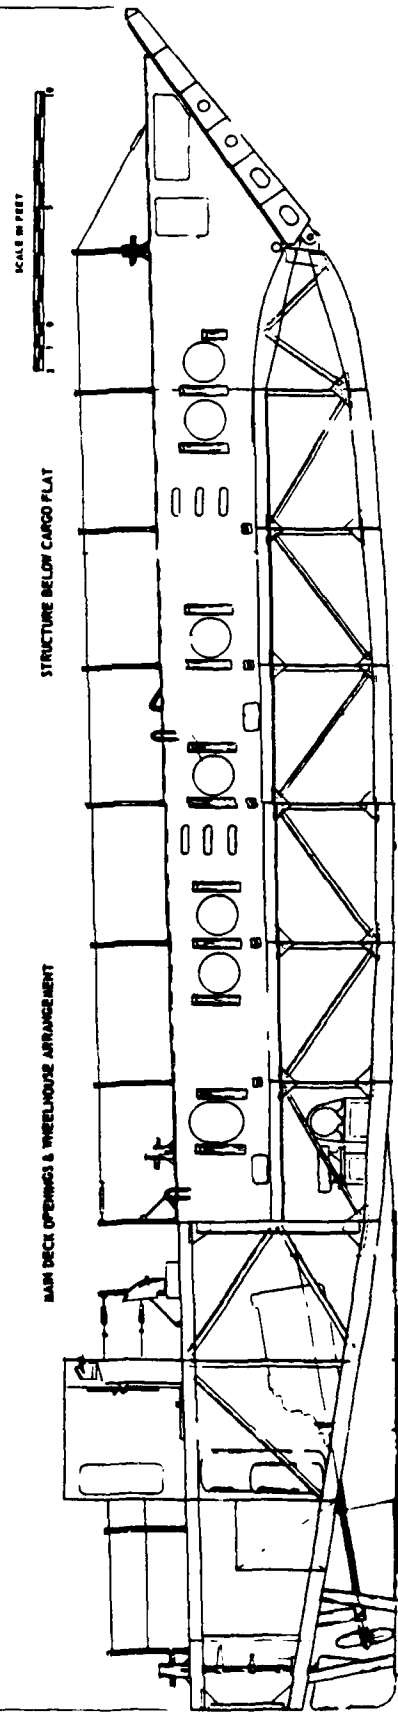 SCALE IN FEET
STRUCTURE BELOW CARGO FLAT
MAIN DECK OPENINGS & WHEELHOUSE ARRANGEMENT